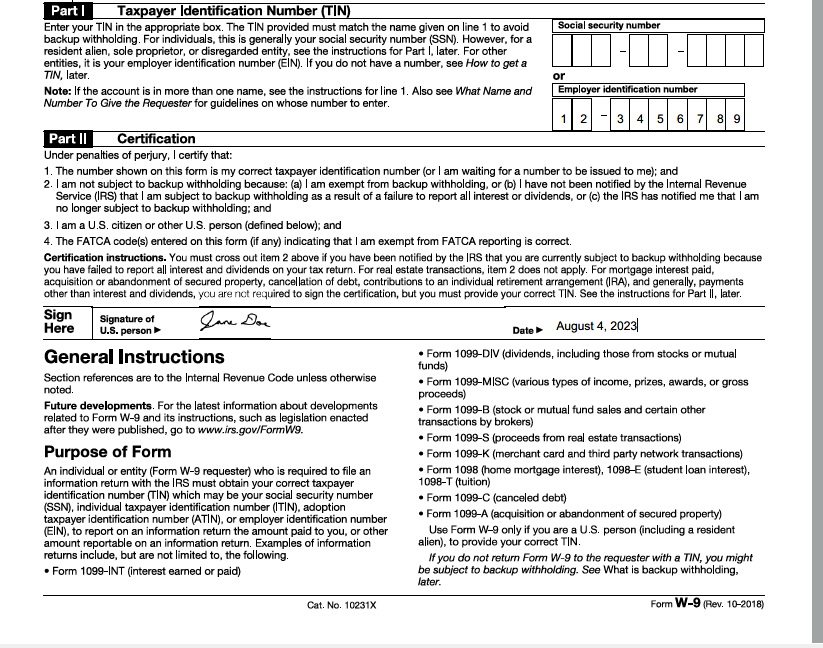 Part I Taxpayer Identification Number (TIN)
Enter your TIN in the appropriate box. The TIN provided must match the name given on line 1 to avoid
backup withholding. For individuals, this is generally your social security number (SSN). However, for a
resident alien, sole proprietor, or disregarded entity, see the instructions for Part I, later. For other
entities, it is your employer identification number (EIN). If you do not have a number, see How to get a
TIN, later.
Note: If the account is in more than one name, see the instructions for line 1. Also see What Name and
Number To Give the Requester for guidelines on whose number to enter.
Social security number
– –
or
Employer identification number
1 2 – 3 4 5 6 7 8 9
Part II Certification
Under penalties of perjury, I certify that:
1. The number shown on this form is my correct taxpayer identification number (or I am waiting for a number to be issued to me); and
2. I am not subject to backup withholding because: (a) I am exempt from backup withholding, or (b) I have not been notified by the Internal Revenue
Service (IRS) that I am subject to backup withholding as a result of a failure to report all interest or dividends, or (c) the IRS has notified me that I am
no longer subject to backup withholding; and
3. I am a U.S. citizen or other U.S. person (defined below); and
4. The FATCA code(s) entered on this form (if any) indicating that I am exempt from FATCA reporting is correct.
Certification instructions. You must cross out item 2 above if you have been notified by the IRS that you are currently subject to backup withholding because
you have failed to report all interest and dividends on your tax return. For real estate transactions, item 2 does not apply. For mortgage interest paid,
acquisition or abandonment of secured property, cancellation of debt, contributions to an individual retirement arrangement (IRA), and generally, payments
other than interest and dividends, you are not required to sign the certification, but you must provide your correct TIN. See the instructions for Part II, later.
Sign
Here
Signature of
U.S. person ▶
Jane Doe
Date ▶ August 4, 2023
General Instructions
Section references are to the Internal Revenue Code unless otherwise
noted.
Future developments. For the latest information about developments
related to Form W-9 and its instructions, such as legislation enacted
after they were published, go to www.irs.gov/FormW9.
Purpose of Form
An individual or entity (Form W-9 requester) who is required to file an
information return with the IRS must obtain your correct taxpayer
identification number (TIN) which may be your social security number
(SSN), individual taxpayer identification number (ITIN), adoption
taxpayer identification number (ATIN), or employer identification number
(EIN), to report on an information return the amount paid to you, or other
amount reportable on an information return. Examples of information
returns include, but are not limited to, the following.
• Form 1099-INT (interest earned or paid)
• Form 1099-DIV (dividends, including those from stocks or mutual
funds)
• Form 1099-MISC (various types of income, prizes, awards, or gross
proceeds)
• Form 1099-B (stock or mutual fund sales and certain other
transactions by brokers)
• Form 1099-S (proceeds from real estate transactions)
• Form 1099-K (merchant card and third party network transactions)
• Form 1098 (home mortgage interest), 1098-E (student loan interest),
1098-T (tuition)
• Form 1099-C (canceled debt)
• Form 1099-A (acquisition or abandonment of secured property)
Use Form W-9 only if you are a U.S. person (including a resident
alien), to provide your correct TIN.
If you do not return Form W-9 to the requester with a TIN, you might
be subject to backup withholding. See What is backup withholding,
later.
Cat. No. 10231X
Form W-9 (Rev. 10-2018)